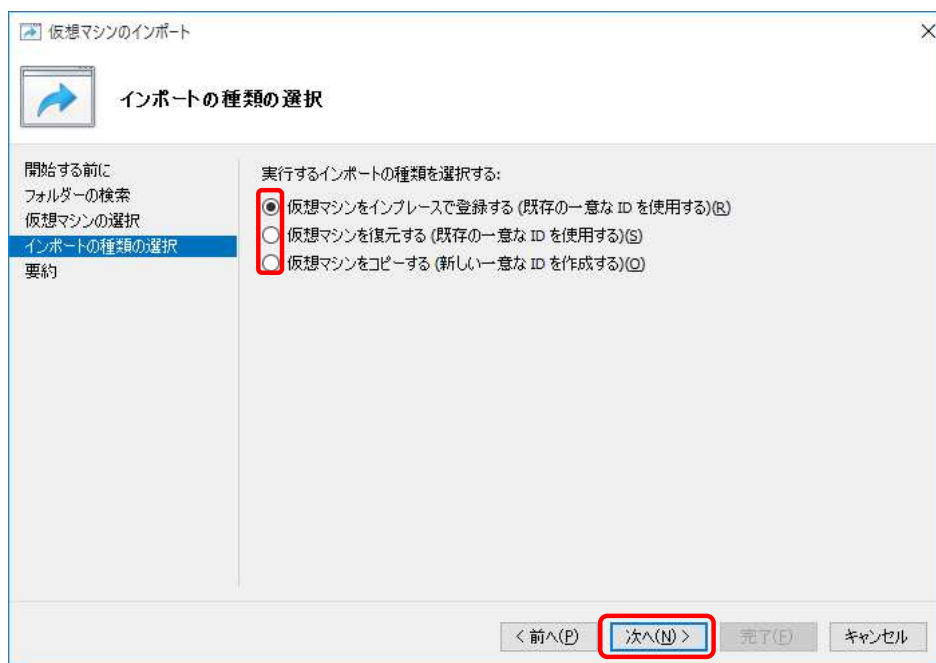 仮想マシンのインポート
インポートの種類の選択
開始する前に
フォルダーの検索
仮想マシンの選択
インポートの種類の選択
要約
実行するインポートの種類を選択する:
仮想マシンをインプレースで登録する (既存の一意な ID を使用する)(R)
仮想マシンを復元する (既存の一意な ID を使用する)(S)
仮想マシンをコピーする (新しい一意な ID を作成する)(O)
< 前へ(P) 次へ(N) > 完了(F) キャンセル